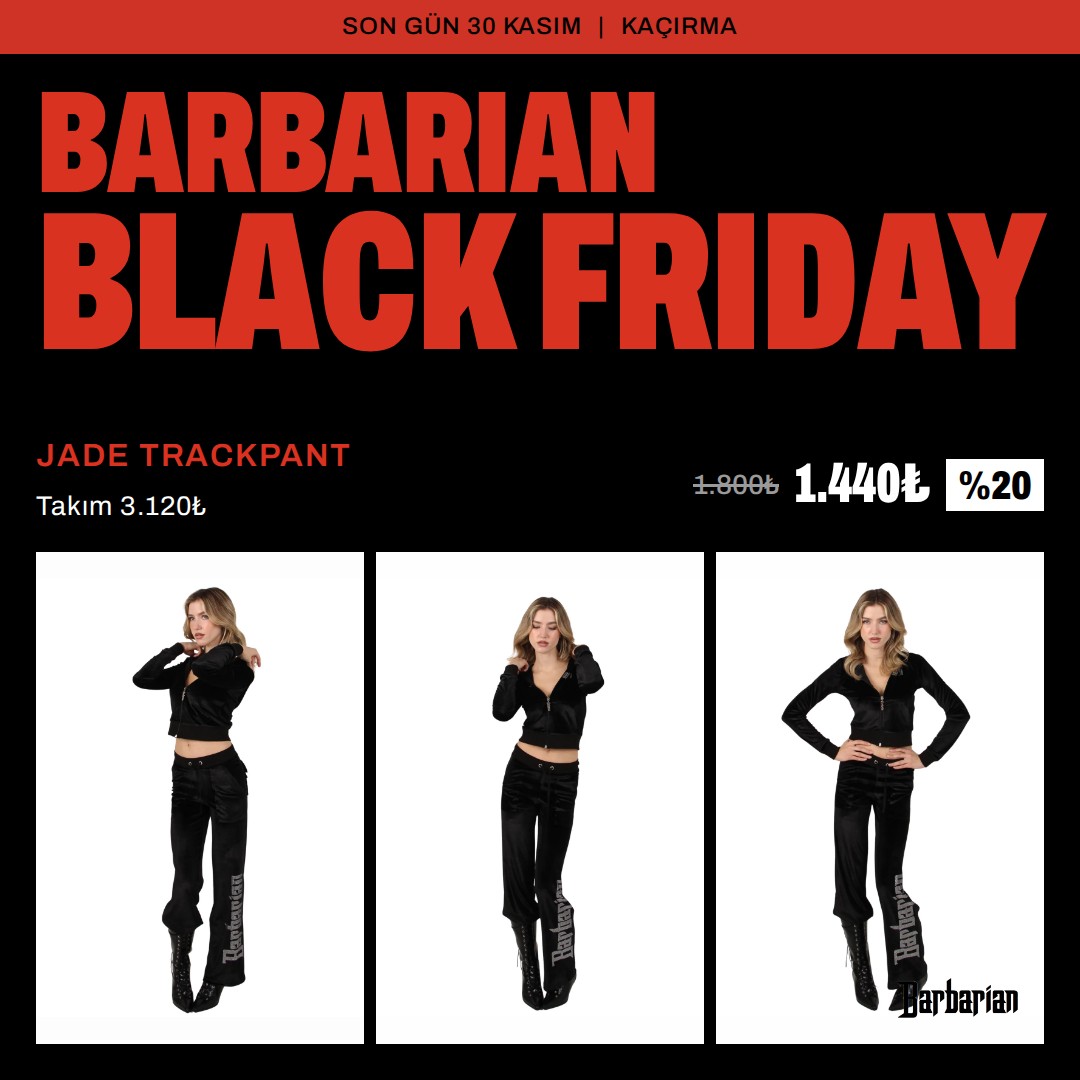 SON GÜN 30 KASIM | KAÇIRMA
BARBARIAN
BLACK FRIDAY
JADE TRACKPANT
Takım 3.120₺
1.800₺ 1.440₺ %20
Barbarian
Barbarian
Barbarian
Barbarian